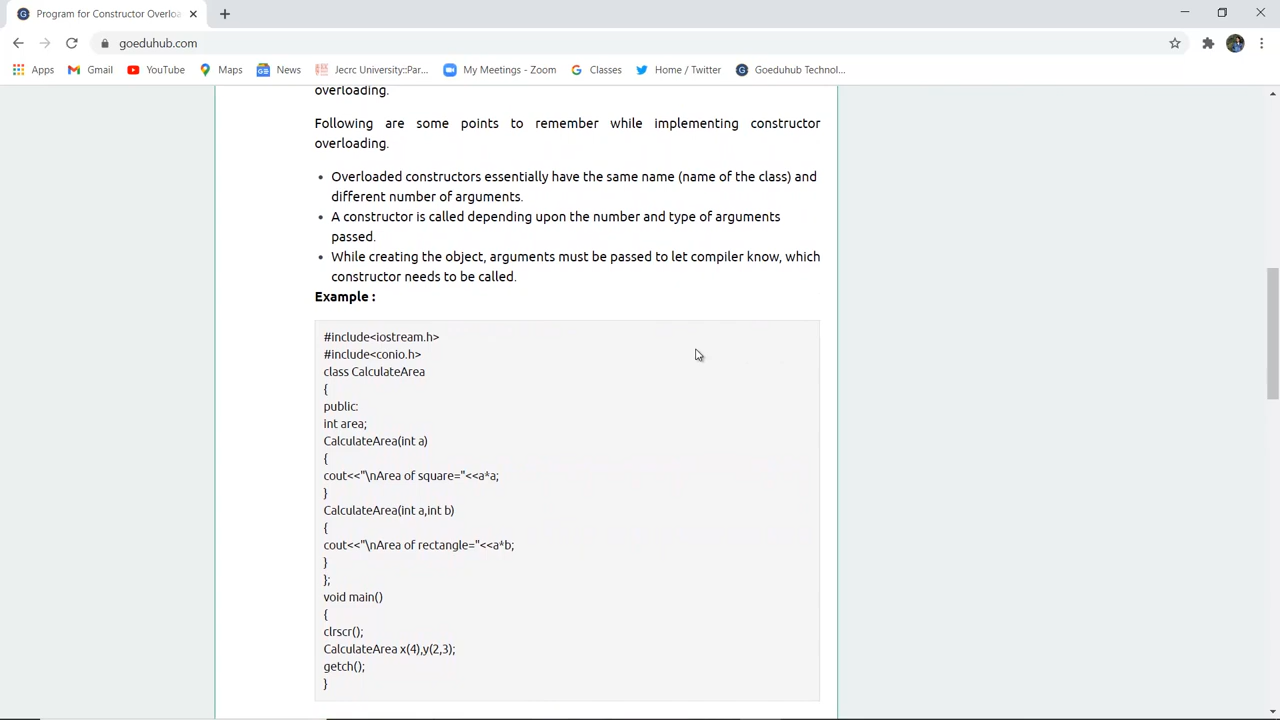 Program for Constructor Overloa
goeduhub.com
Apps Gmail YouTube Maps News Jecrc University::Par... My Meetings - Zoom Classes Home / Twitter Goeduhub Technol...
overloading.
Following are some points to remember while implementing constructor
overloading.
• Overloaded constructors essentially have the same name (name of the class) and
different number of arguments.
• A constructor is called depending upon the number and type of arguments
passed.
• While creating the object, arguments must be passed to let compiler know, which
constructor needs to be called.
Example :
#include<iostream.h>
#include<conio.h>
class CalculateArea
{
public:
int area;
CalculateArea(int a)
{
cout<<"\nArea of square="<<a*a;
}
CalculateArea(int a,int b)
{
cout<<"\nArea of rectangle="<<a*b;
}
};
void main()
{
clrscr();
CalculateArea x(4),y(2,3);
getch();
}